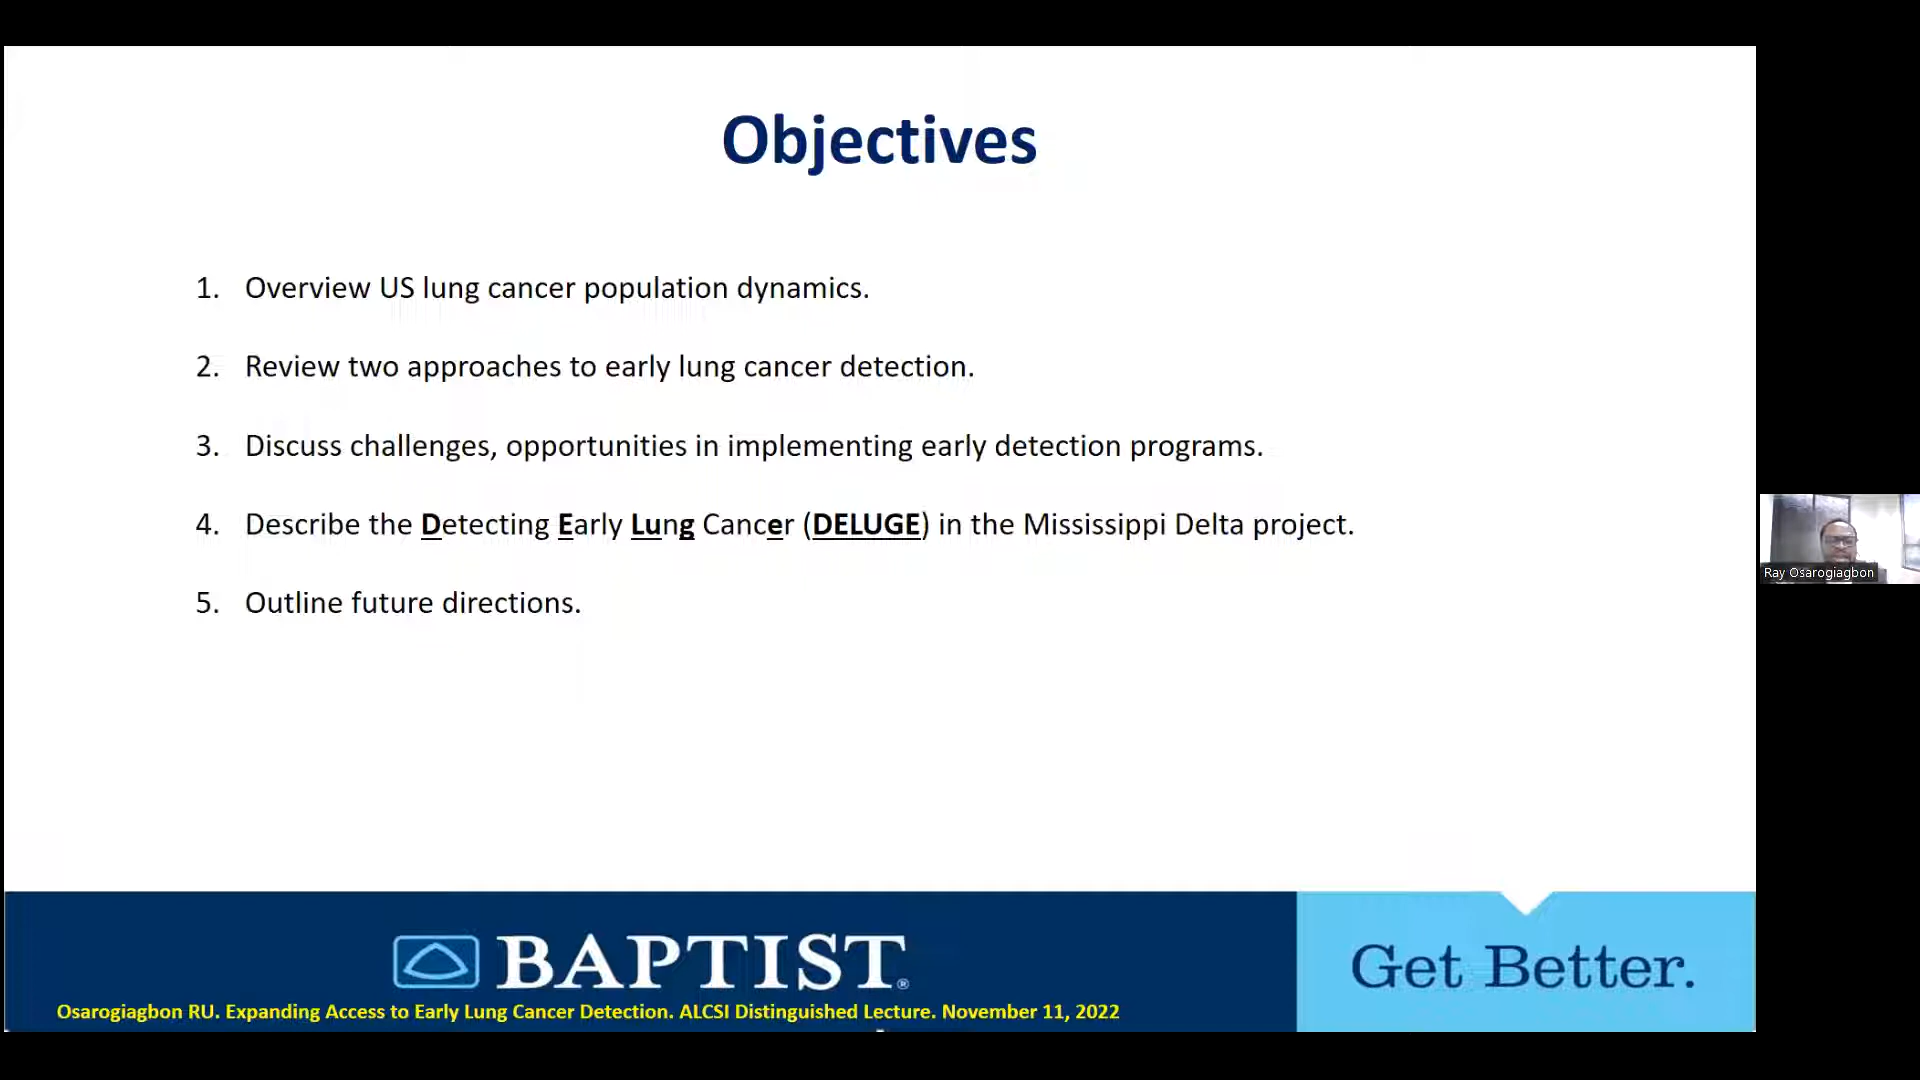 Objectives
1. Overview US lung cancer population dynamics.
2. Review two approaches to early lung cancer detection.
3. Discuss challenges, opportunities in implementing early detection programs.
4. Describe the Detecting Early Lung Cancer (DELUGE) in the Mississippi Delta project.
5. Outline future directions.
Ray Osarogiagbon
BAPTIST®
Get Better.
Osarogiagbon RU. Expanding Access to Early Lung Cancer Detection. ALCSI Distinguished Lecture. November 11, 2022